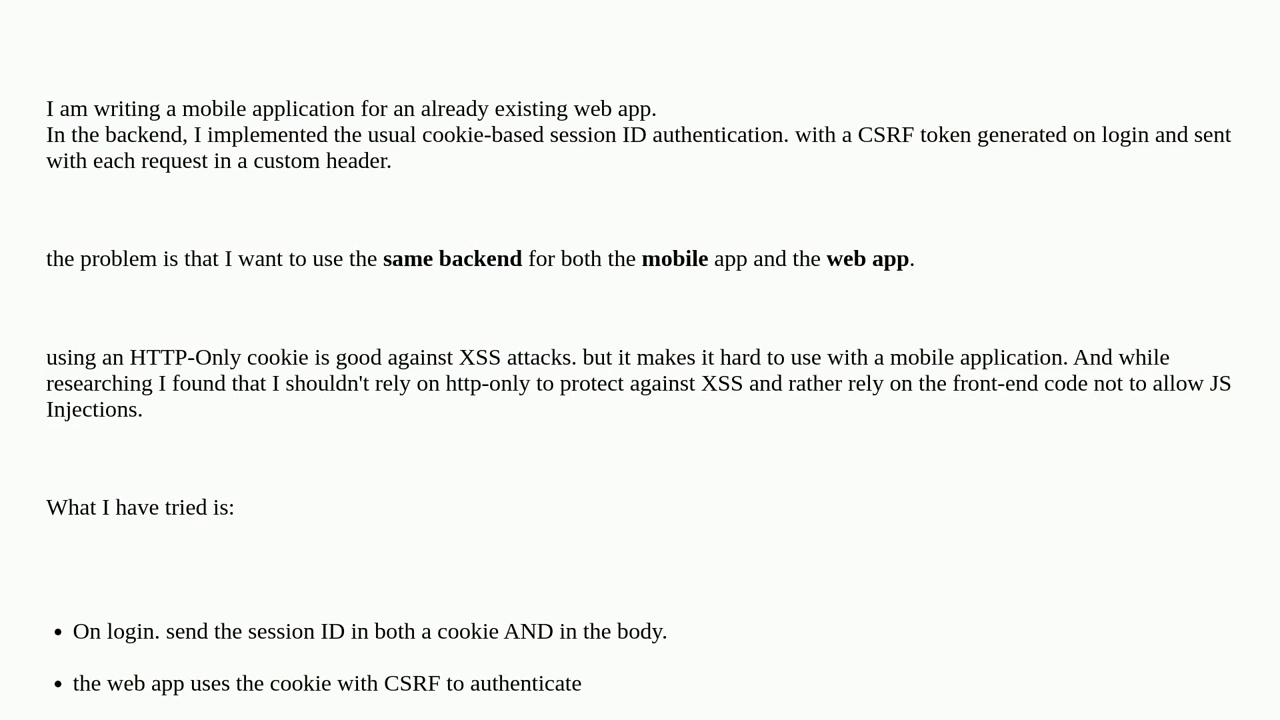 I am writing a mobile application for an already existing web app.
In the backend, I implemented the usual cookie-based session ID authentication. with a CSRF token generated on login and sent
with each request in a custom header.
the problem is that I want to use the same backend for both the mobile app and the web app.
using an HTTP-Only cookie is good against XSS attacks. but it makes it hard to use with a mobile application. And while
researching I found that I shouldn't rely on http-only to protect against XSS and rather rely on the front-end code not to allow JS
Injections.
What I have tried is:
• On login. send the session ID in both a cookie AND in the body.
• the web app uses the cookie with CSRF to authenticate